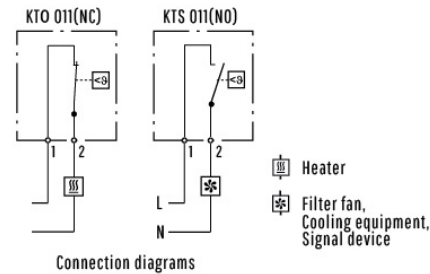 KTO 011(NC)
KTS 011(NO)
<ϑ
<ϑ
1 2
1 2
L
N
Heater
Filter fan,
Cooling equipment,
Signal device
Connection diagrams